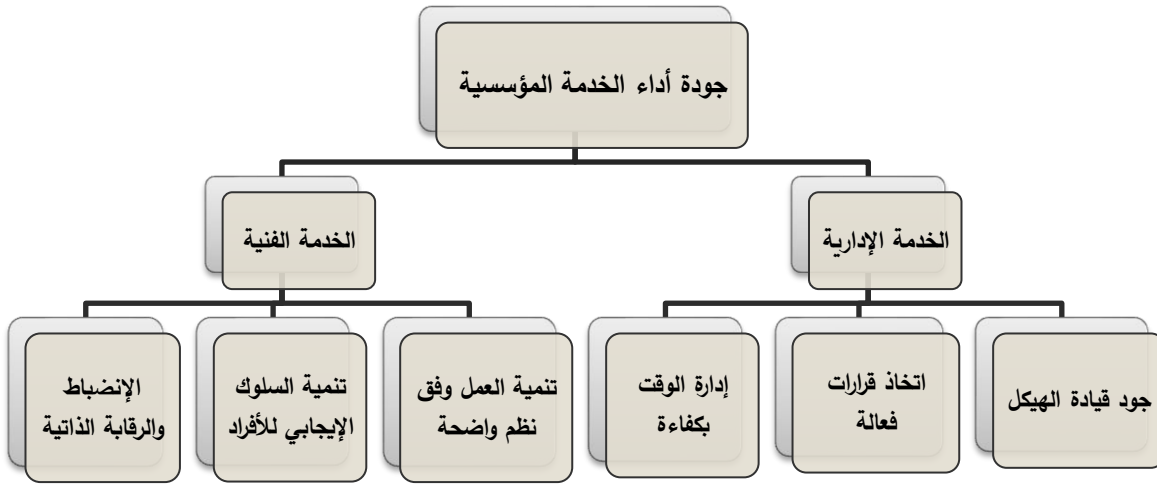 جودة أداء الخدمة المؤسسية
الخدمة الإدارية
الخدمة الفنية
جود قيادة الهيكل
اتخاذ قرارات
فعالة
إدارة الوقت
بكفاءة
تنمية العمل وفق
نظم واضحة
تنمية السلوك
الإيجابي للأفراد
الإنضباط
والرقابة الذاتية